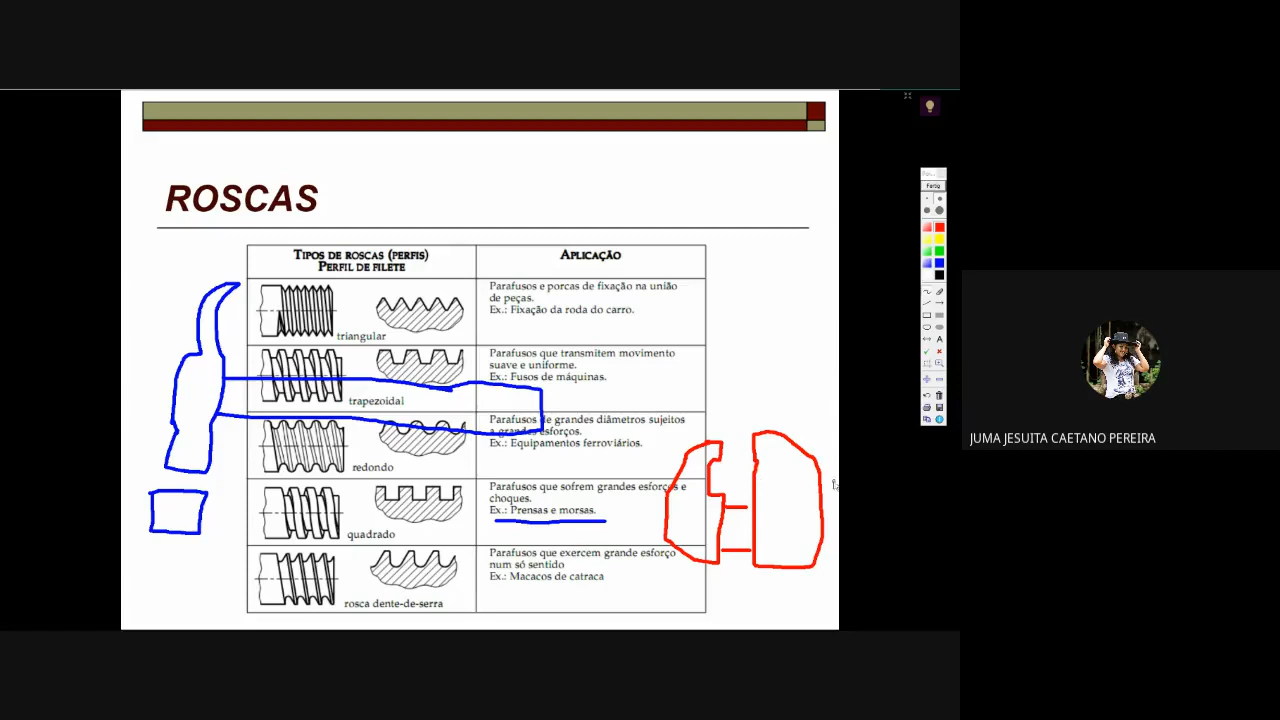 ROSCAS
TIPOS DE ROSCAS (PERFIS)
PERFIL DE FILETE
APLICAÇÃO
triangular
Parafusos e porcas de fixação na união
de peças.
Ex.: Fixação da roda do carro.
trapezoidal
Parafusos que transmitem movimento
suave e uniforme.
Ex.: Fusos de máquinas.
redondo
Parafusos de grandes diâmetros sujeitos
a grandes esforços.
Ex.: Equipamentos ferroviários.
quadrado
Parafusos que sofrem grandes esforços e
choques.
Ex.: Prensas e morsas.
rosca dente-de-serra
Parafusos que exercem grande esforço
num só sentido
Ex.: Macacos de catraca
Fertig
A
JUMA JESUITA CAETANO PEREIRA